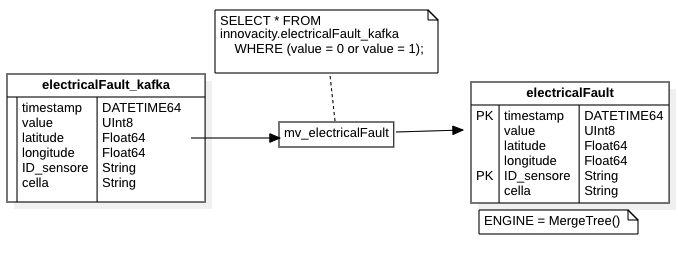 SELECT * FROM
innovacity.electricalFault_kafka
WHERE (value = 0 or value = 1);
electricalFault_kafka
timestamp DATETIME64
value UInt8
latitude Float64
longitude Float64
ID_sensore String
cella String
mv_electricalFault
electricalFault
PK timestamp DATETIME64
value UInt8
latitude Float64
longitude Float64
PK ID_sensore String
cella String
ENGINE = MergeTree()